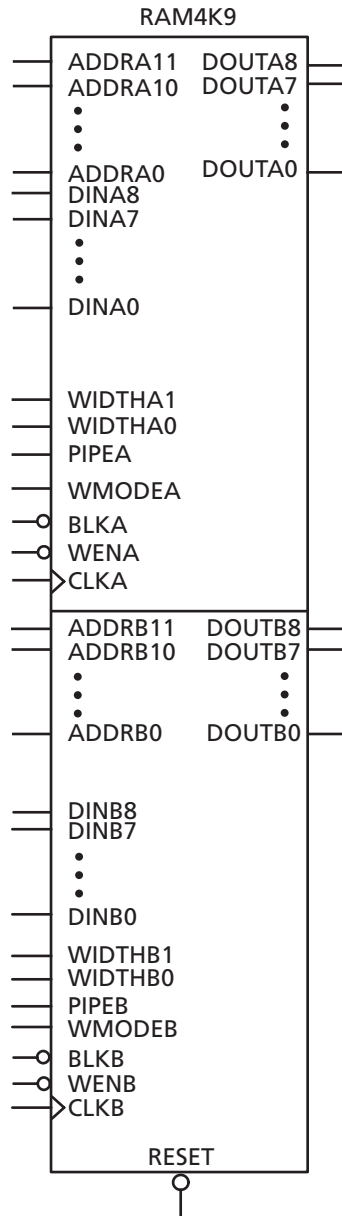 RAM4K9
ADDRA11 DOUTA8
ADDRA10 DOUTA7
ADDRA0 DOUTA0
DINA8
DINA7
DINA0
WIDTHA1
WIDTHA0
PIPEA
WMODEA
BLKA
WENA
CLKA
ADDRB11 DOUTB8
ADDRB10 DOUTB7
ADDRB0 DOUTB0
DINB8
DINB7
DINB0
WIDTHB1
WIDTHB0
PIPEB
WMODEB
BLKB
WENB
CLKB
RESET